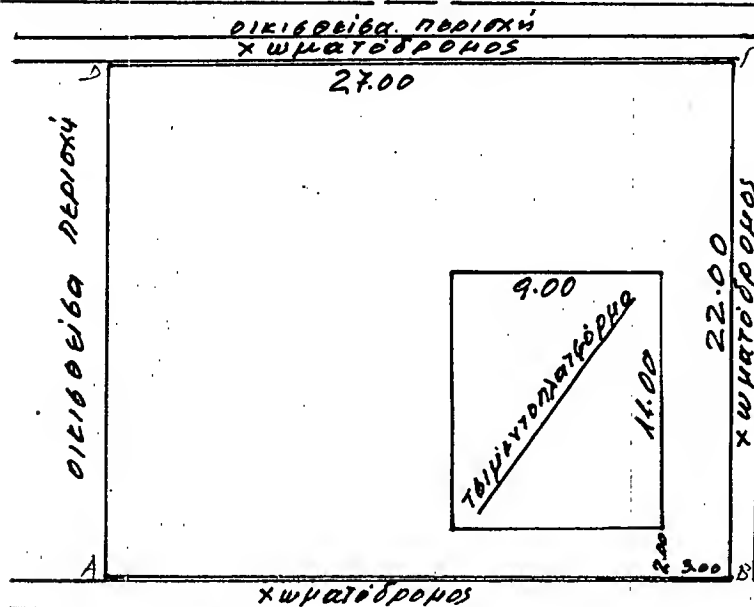 οικισθείσα περιοχή
χωματόδρομος
Δ
Γ
27.00
οικισθείσα περιοχή
9.00
τσιμεντοπλατφόρμα
11.00
22.00
χωματόδρομος
2.00
3.00
A
B
χωματόδρομος